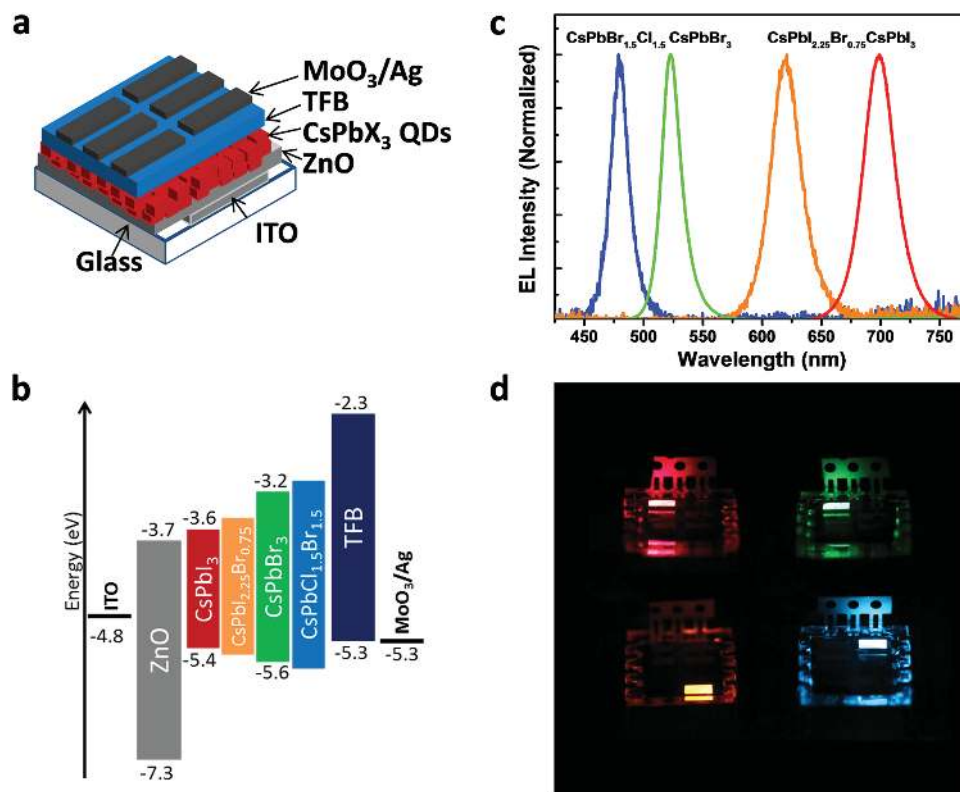 a
MoO₃/Ag
TFB
CsPbX₃ QDs
ZnO
ITO
Glass
b
Energy (eV)
ITO
-4.8
-3.7
ZnO
-7.3
-3.6
CsPbI₃
-5.4
CsPbI₂.₂₅Br₀.₇₅
-3.2
CsPbBr₃
-5.6
CsPbCl₁.₅Br₁.₅
-2.3
TFB
-5.3
MoO₃/Ag
-5.3
c
CsPbBr₁.₅Cl₁.₅ CsPbBr₃ CsPbI₂.₂₅Br₀.₇₅CsPbI₃
EL Intensity (Normalized)
450 500 550 600 650 700 750
Wavelength (nm)
d